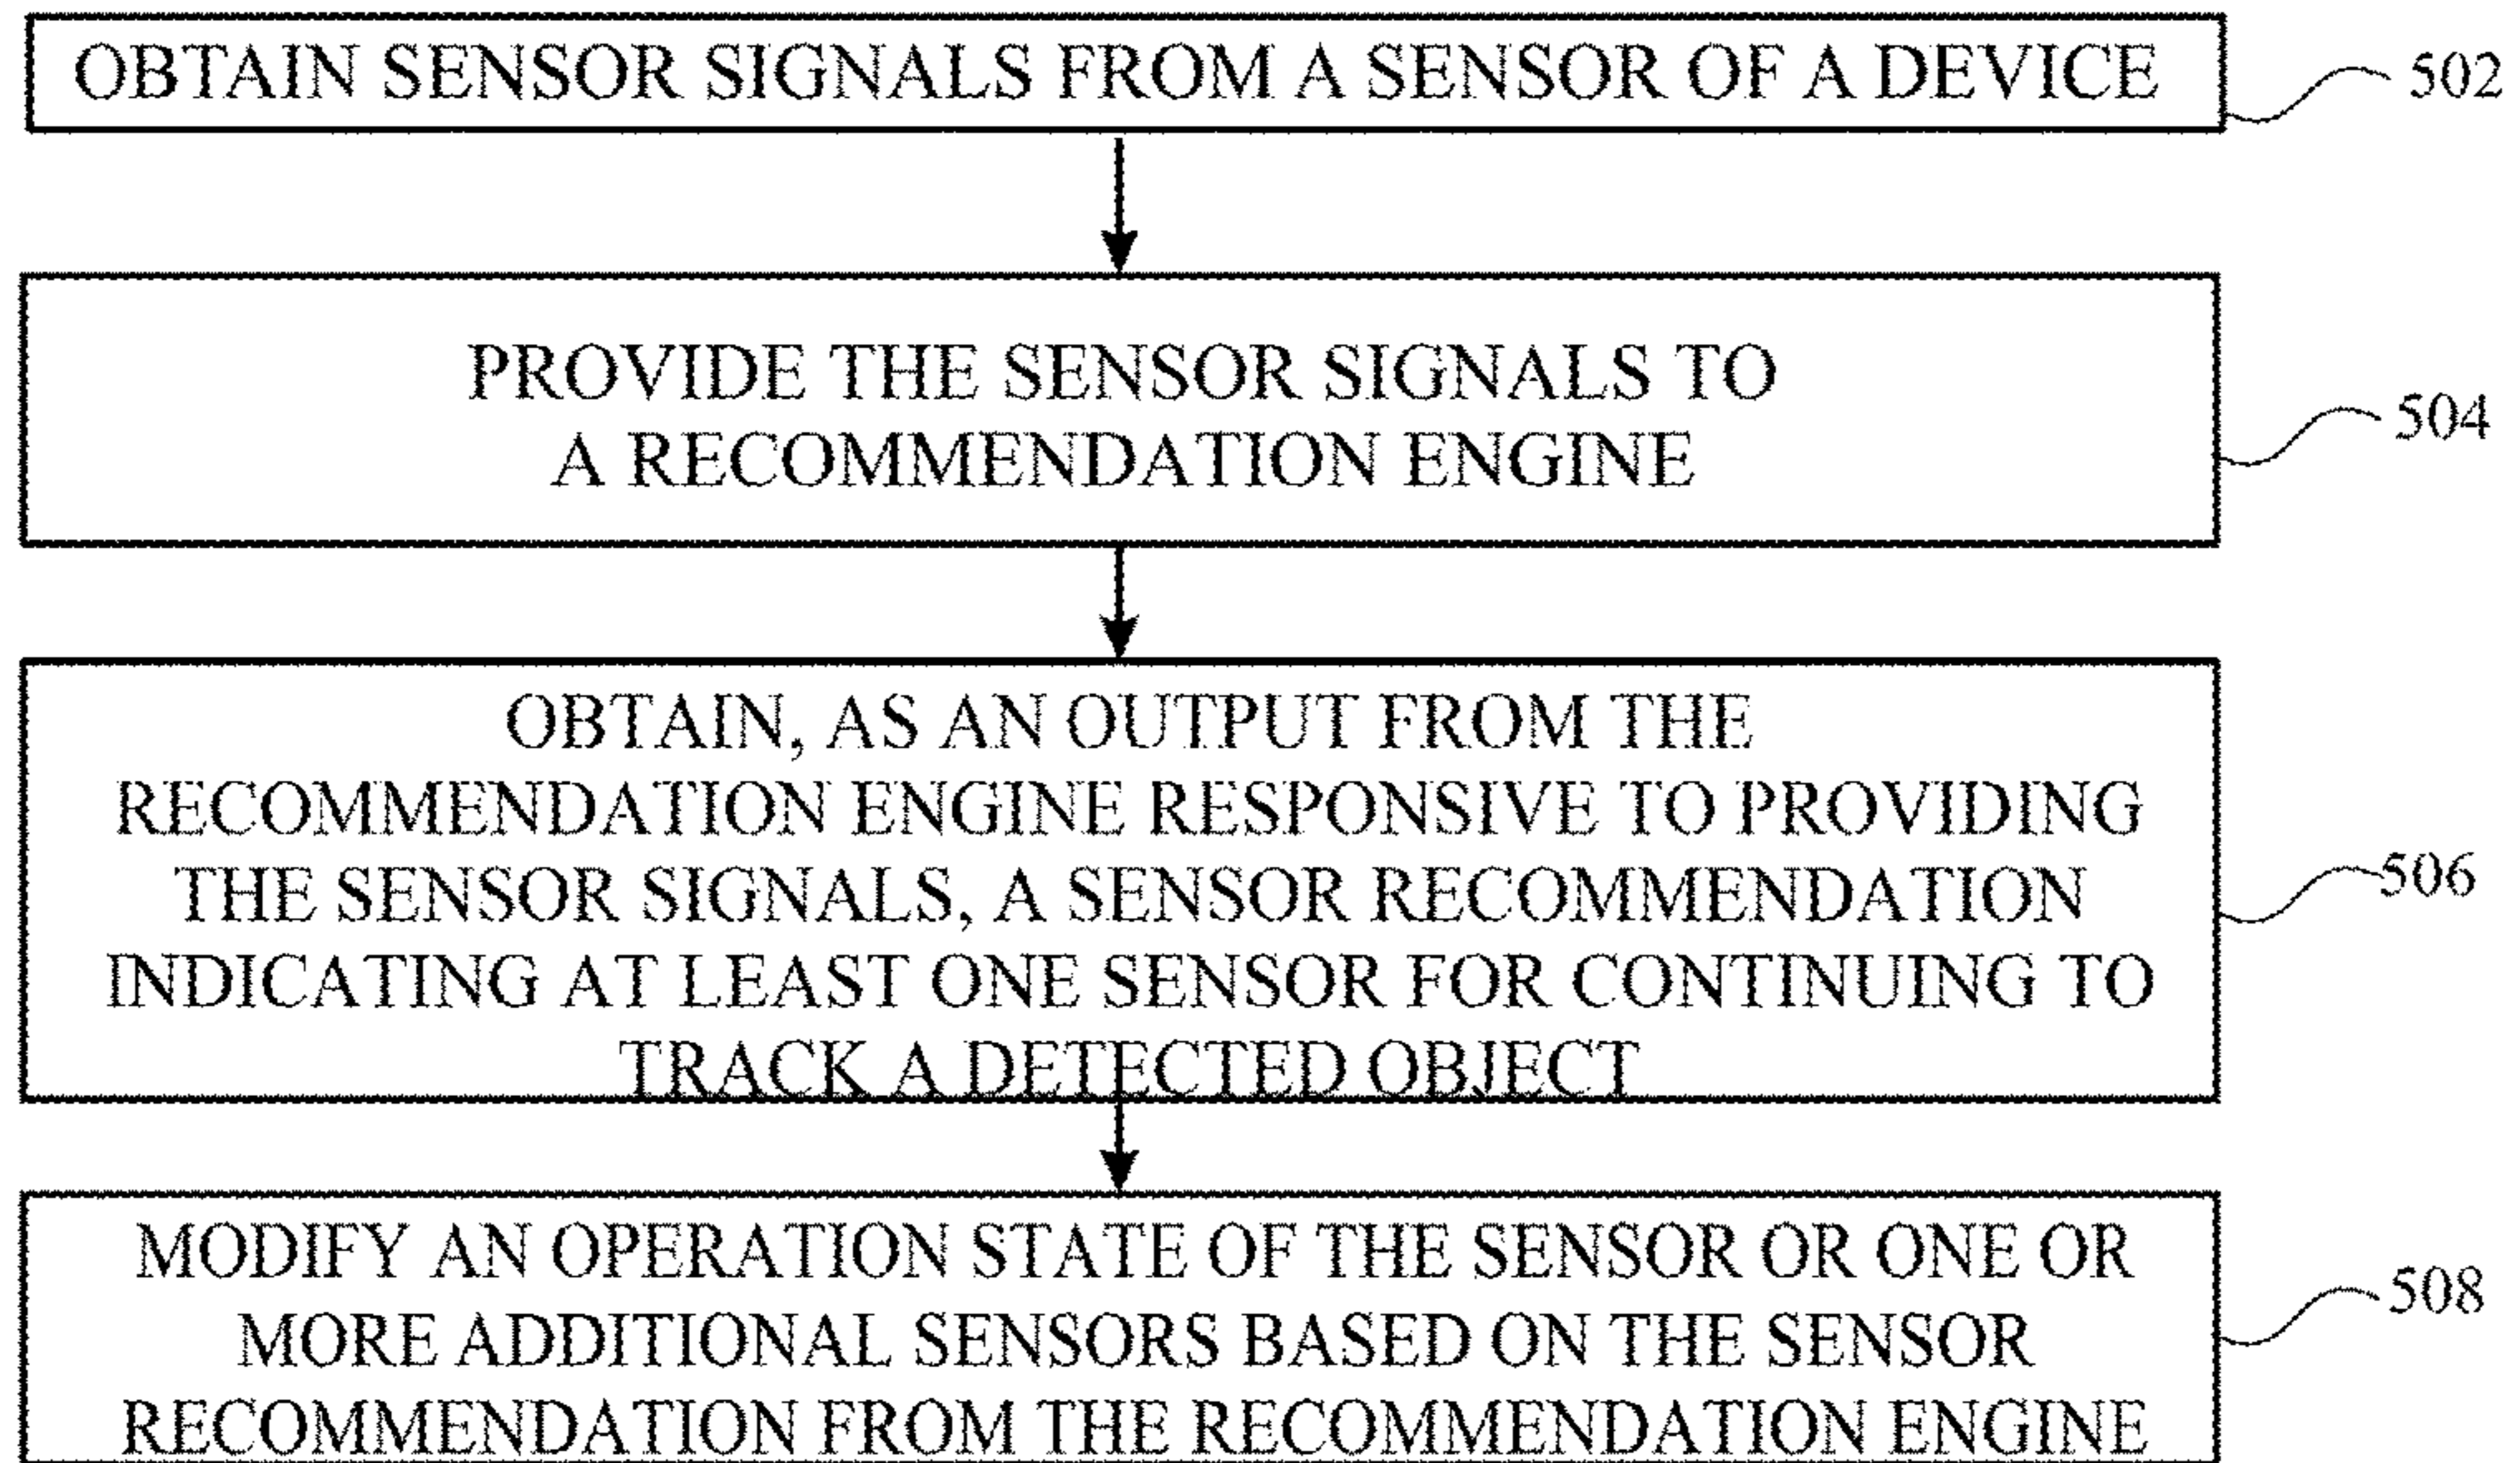 OBTAIN SENSOR SIGNALS FROM A SENSOR OF A DEVICE
502
PROVIDE THE SENSOR SIGNALS TO
A RECOMMENDATION ENGINE
504
OBTAIN, AS AN OUTPUT FROM THE
RECOMMENDATION ENGINE RESPONSIVE TO PROVIDING
THE SENSOR SIGNALS, A SENSOR RECOMMENDATION
INDICATING AT LEAST ONE SENSOR FOR CONTINUING TO
TRACK A DETECTED OBJECT
506
MODIFY AN OPERATION STATE OF THE SENSOR OR ONE OR
MORE ADDITIONAL SENSORS BASED ON THE SENSOR
RECOMMENDATION FROM THE RECOMMENDATION ENGINE
508